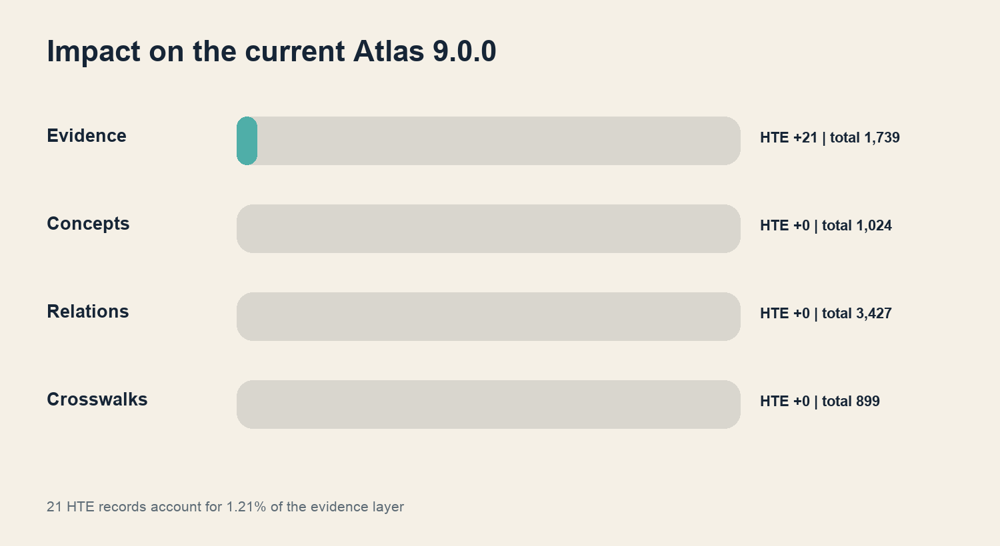 Impact on the current Atlas 9.0.0
Evidence
HTE +21 | total 1,739
Concepts
HTE +0 | total 1,024
Relations
HTE +0 | total 3,427
Crosswalks
HTE +0 | total 899
21 HTE records account for 1.21% of the evidence layer